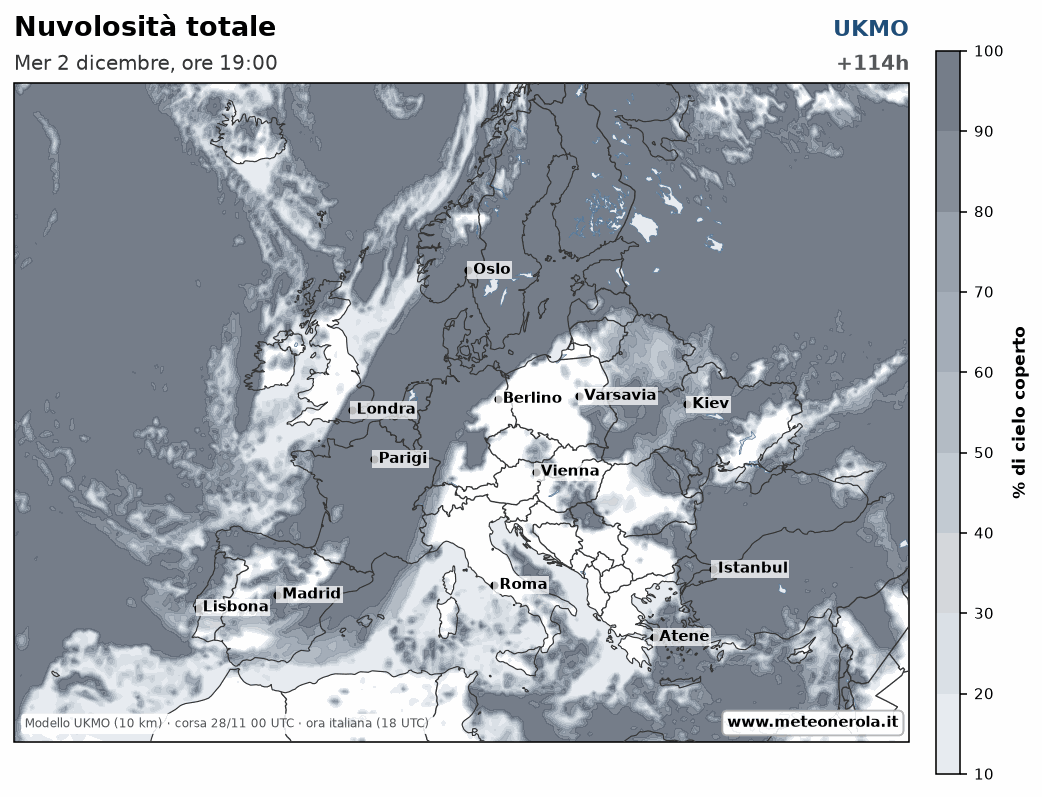 Nuvolosità totale
UKMO
Mer 2 dicembre, ore 19:00
+114h
100
90
80
70
60
50
40
30
20
10
% di cielo coperto
Oslo
Berlino
Varsavia
Kiev
Londra
Parigi
Vienna
Istanbul
Roma
Madrid
Lisbona
Atene
Modello UKMO (10 km) · corsa 28/11 00 UTC · ora italiana (18 UTC)
www.meteonerola.it